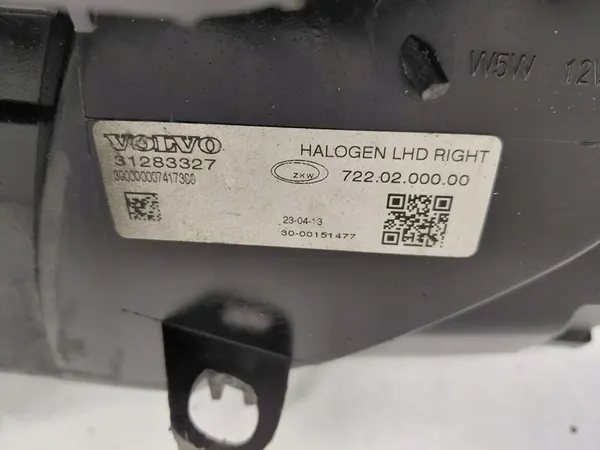 W5W 12V
VOLVO
31283327
HALOGEN LHD RIGHT
ZKW
722.02.000.00
23-04-13
30-00151477